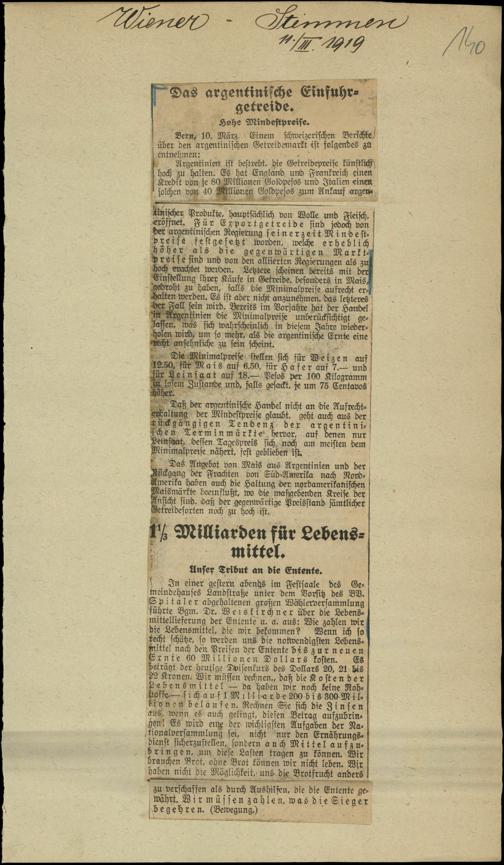 Wiener - Stimmen
11./III. 1919
140
Das argentinische Einfuhr-
getreide.
Hohe Mindestpreise.
Bern, 10. März. Einem schweizerischen Berichte
über den argentinischen Getreidemarkt ist folgendes zu
entnehmen:
Argentinien ist bestrebt, die Getreidepreise künstlich
hoch zu halten. Es hat England und Frankreich einen
Kredit von je 80 Millionen Goldpesos und Italien einen
solchen von 40 Millionen Goldpesos zum Ankauf argen-
tinischer Produkte, hauptsächlich von Wolle und Fleisch,
eröffnet. Für Exportgetreide sind jedoch von
der argentinischen Regierung seinerzeit Mindest-
preise festgesetzt worden, welche erheblich
höher als die gegenwärtigen Markt-
preise sind und von den alliierten Regierungen als zu
hoch erachtet werden. Letztere scheinen bereits mit der
Einstellung ihrer Käufe in Getreide, besonders in Mais,
gedroht zu haben, falls die Minimalpreise aufrecht er-
halten werden. Es ist aber nicht anzunehmen, das letzteres
der Fall sein wird. Bereits im Vorjahre hat der Handel
in Argentinien die Minimalpreise unberücksichtigt ge-
lassen, was sich wahrscheinlich in diesem Jahre wieder-
holen wird, um so mehr, als die argentinische Ernte eine
recht ansehnliche zu sein scheint.
Die Minimalpreise stellen sich für Weizen auf
12.50, für Mais auf 6.50, für Hafer auf 7.— und
für Leinsaat auf 18.— Pesos per 100 Kilogramm
in losem Zustande und, falls gesackt, je um 75 Centavos
höher.
Daß der argentinische Handel nicht an die Aufrecht-
erhaltung der Mindestpreise glaubt, geht auch aus der
rückgängigen Tendenz der argentini-
schen Terminmärkte hervor, auf denen nur
Leinsaat, dessen Tagespreis sich noch am meisten dem
Minimalpreise nähert, fest geblieben ist.
Das Angebot von Mais aus Argentinien und der
Rückgang der Frachten von Süd-Amerika nach Nord-
Amerika haben auch die Haltung der nordamerikanischen
Maismärkte beeinflußt, wo die maßgebenden Kreise der
Ansicht sind, daß der gegenwärtige Preisstand sämtlicher
Getreidesorten noch zu hoch ist.
1 1/3 Milliarden für Lebens-
mittel.
Unser Tribut an die Entente.
In einer gestern abends im Festsaale des Ge-
meindehauses Landstraße unter dem Vorsitz des BV.
Spitaler abgehaltenen großen Wählerversammlung
führte Bgm. Dr. Weiskirchner über die Lebens-
mittellieferung der Entente u. a. aus: Wie zahlen wir
die Lebensmittel, die wir bekommen? Wenn ich so
recht schätze, so werden uns die notwendigsten Lebens-
mittel nach den Preisen der Entente bis zur neuen
Ernte 60 Millionen Dollars kosten. Es
beträgt der heutige Devisenkurs des Dollars 20, 21 bis
22 Kronen. Wir müssen rechnen, daß die Kosten der
Lebensmittel — da haben wir noch keine Roh-
stoffe — sich auf 1 Milliarde 200 bis 300 Mil-
lionen belaufen. Rechnen Sie sich die Zinsen
aus, wenn es auch gelingt, diesen Betrag aufzubrin-
gen! Es wird eine der wichtigsten Aufgaben der Na-
tionalversammlung sei, nicht nur den Ernährungs-
dienst sicherzustellen, sondern auch Mittel aufzu-
bringen, um diese Lasten tragen zu können. Wir
brauchen Brot, ohne Brot können wir nicht leben. Wir
haben nicht die Möglichkeit, uns die Brotfrucht anders
zu verschaffen als durch Aushilfen, die die Entente ge-
währt. Wir müssen zahlen, was die Sieger
begehren. (Bewegung.)